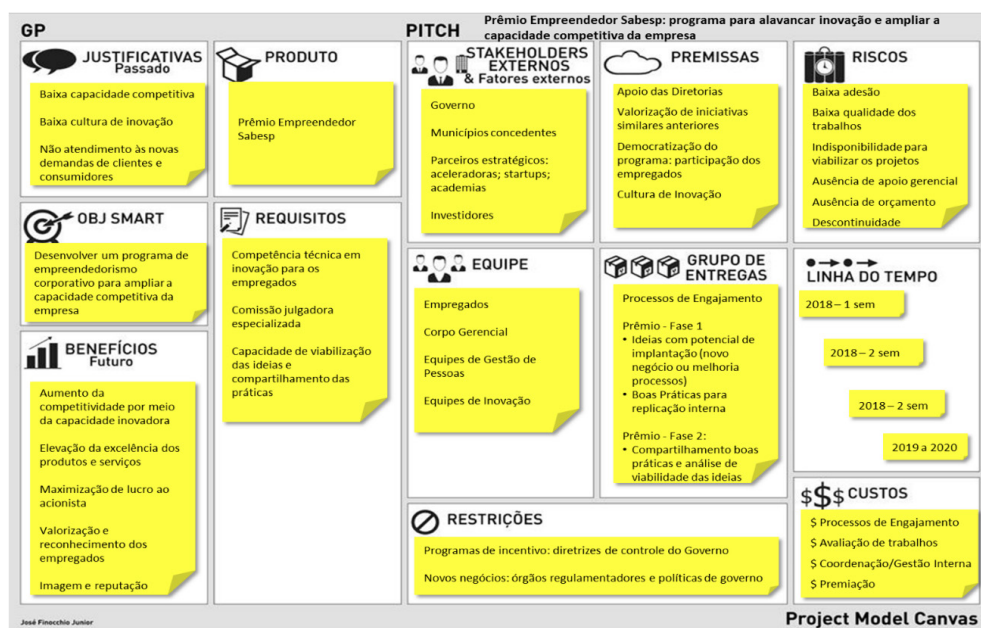 GP
PITCH
Prêmio Empreendedor Sabesp: programa para alavancar inovação e ampliar a
capacidade competitiva da empresa
JUSTIFICATIVAS
Passado
Baixa capacidade competitiva
Baixa cultura de inovação
Não atendimento às novas
demandas de clientes e
consumidores
PRODUTO
Prêmio Empreendedor
Sabesp
STAKEHOLDERS
EXTERNOS
& Fatores externos
Governo
Municípios concedentes
Parceiros estratégicos:
aceleradoras; startups;
academias
Investidores
PREMISSAS
Apoio das Diretorias
Valorização de iniciativas
similares anteriores
Democratização do
programa: participação dos
empregados
Cultura de Inovação
RISCOS
Baixa adesão
Baixa qualidade dos
trabalhos
Indisponibilidade para
viabilizar os projetos
Ausência de apoio gerencial
Ausência de orçamento
Descontinuidade
OBJ SMART
Desenvolver um programa de
empreendedorismo
corporativo para ampliar a
capacidade competitiva da
empresa
REQUISITOS
Competência técnica em
inovação para os
empregados
Comissão julgadora
especializada
Capacidade de viabilização
das ideias e
compartilhamento das
práticas
EQUIPE
Empregados
Corpo Gerencial
Equipes de Gestão de
Pessoas
Equipes de Inovação
GRUPO DE
ENTREGAS
Processos de Engajamento
Prêmio - Fase 1
• Ideias com potencial de
implantação (novo
negócio ou melhoria
processos)
• Boas Práticas para
replicação interna
Prêmio - Fase 2:
• Compartilhamento boas
práticas e análise de
viabilidade das ideias
LINHA DO TEMPO
2018 – 1 sem
2018 – 2 sem
2018 – 2 sem
2019 a 2020
BENEFÍCIOS
Futuro
Aumento da
competitividade por meio
da capacidade inovadora
Elevação da excelência dos
produtos e serviços
Maximização de lucro ao
acionista
Valorização e
reconhecimento dos
empregados
Imagem e reputação
RESTRIÇÕES
Programas de incentivo: diretrizes de controle do Governo
Novos negócios: órgãos regulamentadores e políticas de governo
$$$ CUSTOS
$ Processos de Engajamento
$ Avaliação de trabalhos
$ Coordenação/Gestão Interna
$ Premiação
José Finocchio Junior
Project Model Canvas